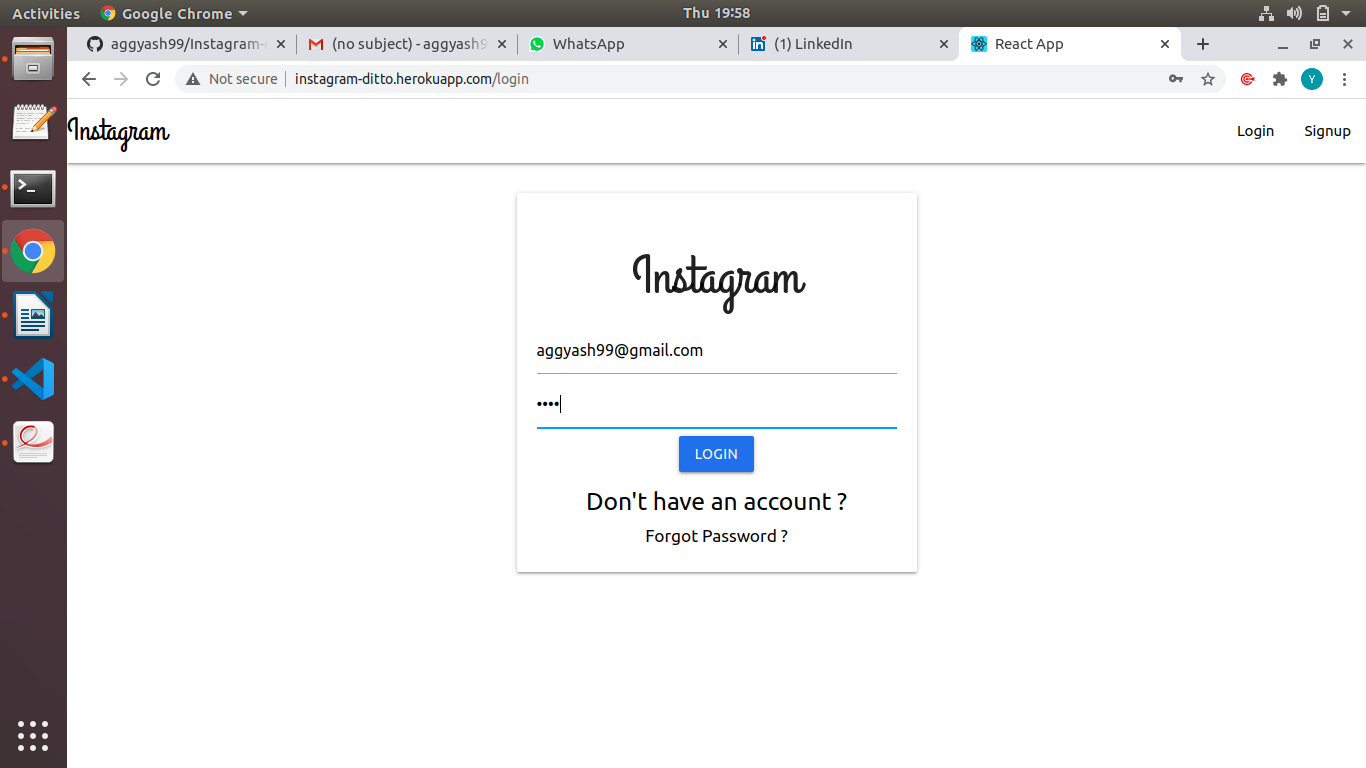 Activities Google Chrome Thu 19:58
aggyash99/Instagram- (no subject) - aggyash9 WhatsApp (1) LinkedIn React App
Not secure instagram-ditto.herokuapp.com/login Y
Instagram Login Signup
Instagram
aggyash99@gmail.com
••••
LOGIN
Don't have an account ?
Forgot Password ?